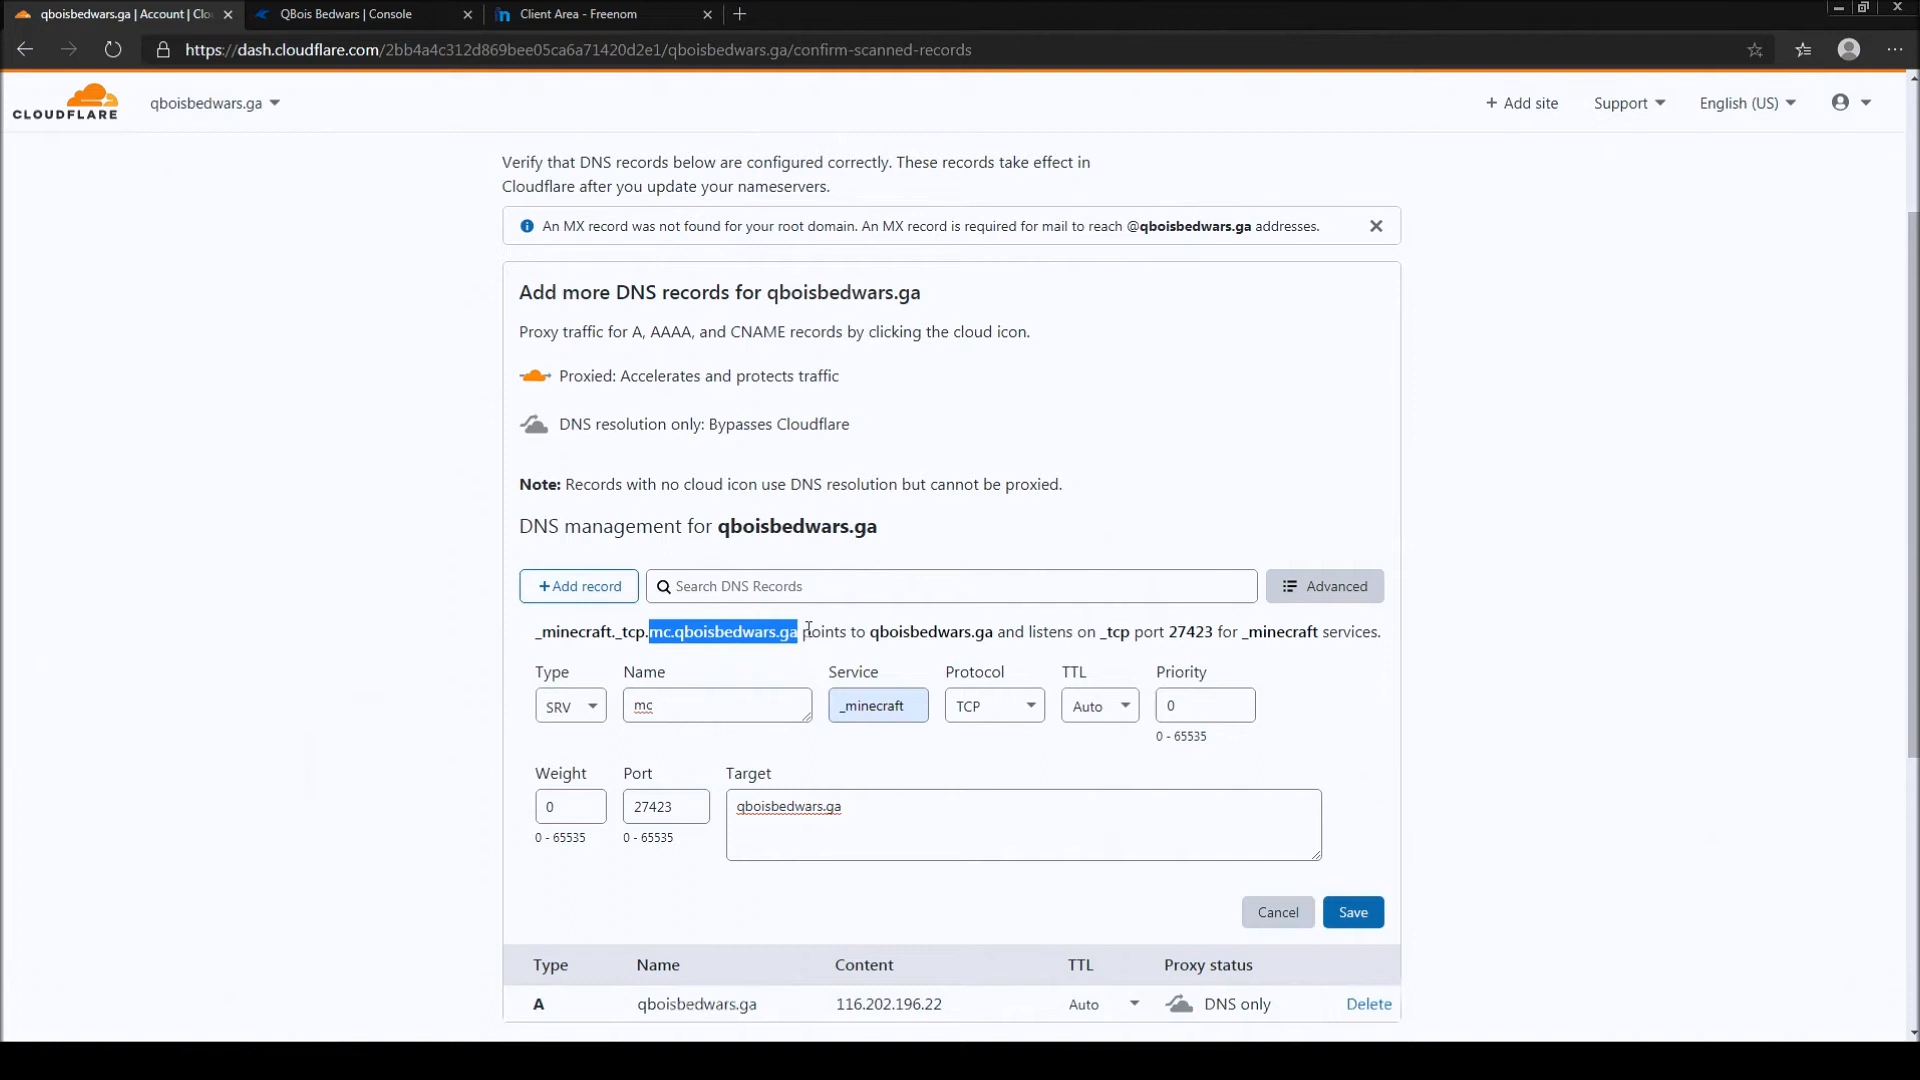 qboisbedwars.ga | Account | Clo
QBois Bedwars | Console
Client Area - Freenom
https://dash.cloudflare.com/2bb4a4c312d869bee05ca6a71420d2e1/qboisbedwars.ga/confirm-scanned-records
CLOUDFLARE
qboisbedwars.ga
+ Add site
Support
English (US)
Verify that DNS records below are configured correctly. These records take effect in
Cloudflare after you update your nameservers.
An MX record was not found for your root domain. An MX record is required for mail to reach @qboisbedwars.ga addresses.
Add more DNS records for qboisbedwars.ga
Proxy traffic for A, AAAA, and CNAME records by clicking the cloud icon.
Proxied: Accelerates and protects traffic
DNS resolution only: Bypasses Cloudflare
Note: Records with no cloud icon use DNS resolution but cannot be proxied.
DNS management for qboisbedwars.ga
+ Add record
Search DNS Records
Advanced
_minecraft._tcp.mc.qboisbedwars.ga points to qboisbedwars.ga and listens on _tcp port 27423 for _minecraft services.
Type Name Service Protocol TTL Priority
SRV mc _minecraft TCP Auto 0
0 - 65535
Weight Port Target
0 27423 qboisbedwars.ga
0 - 65535 0 - 65535
Cancel Save
Type Name Content TTL Proxy status
A qboisbedwars.ga 116.202.196.22 Auto DNS only Delete